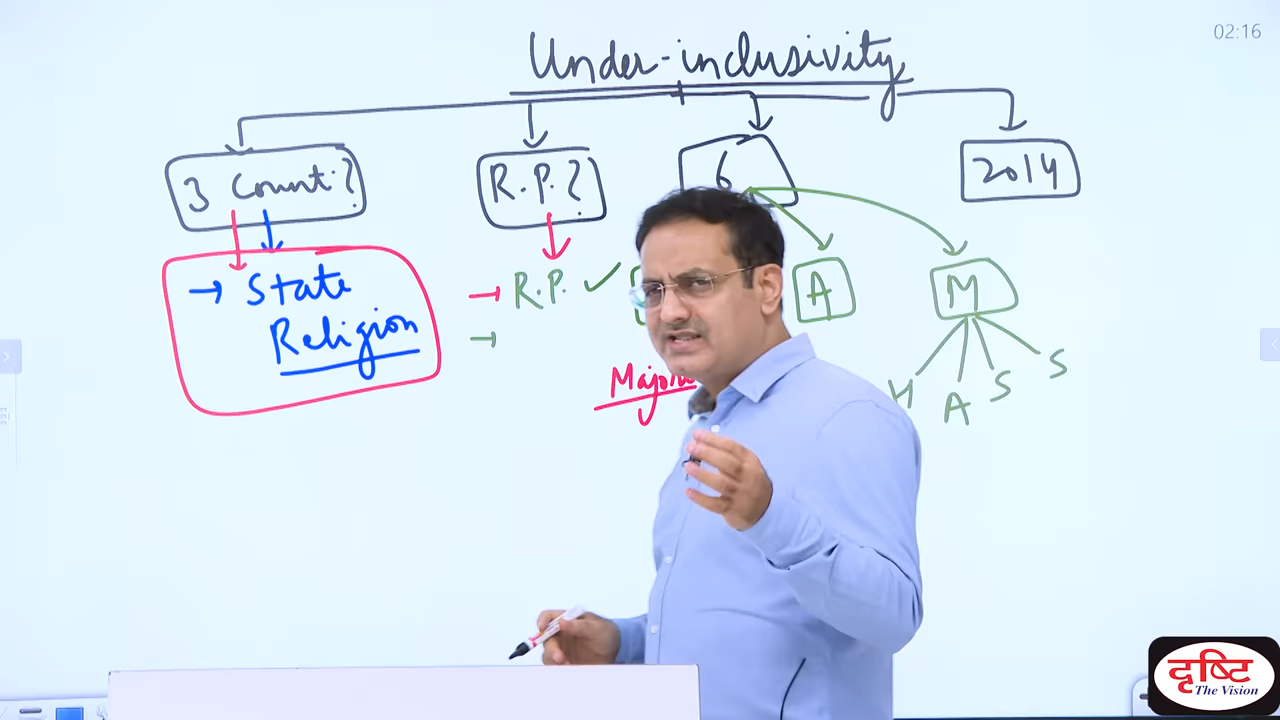 02:16
Under-inclusivity
3 Count.?
R.P.?
6
2014
→ State
Religion
→ R.P. ✓
A
M
→
H
A
S
S
दृष्टि
The Vision